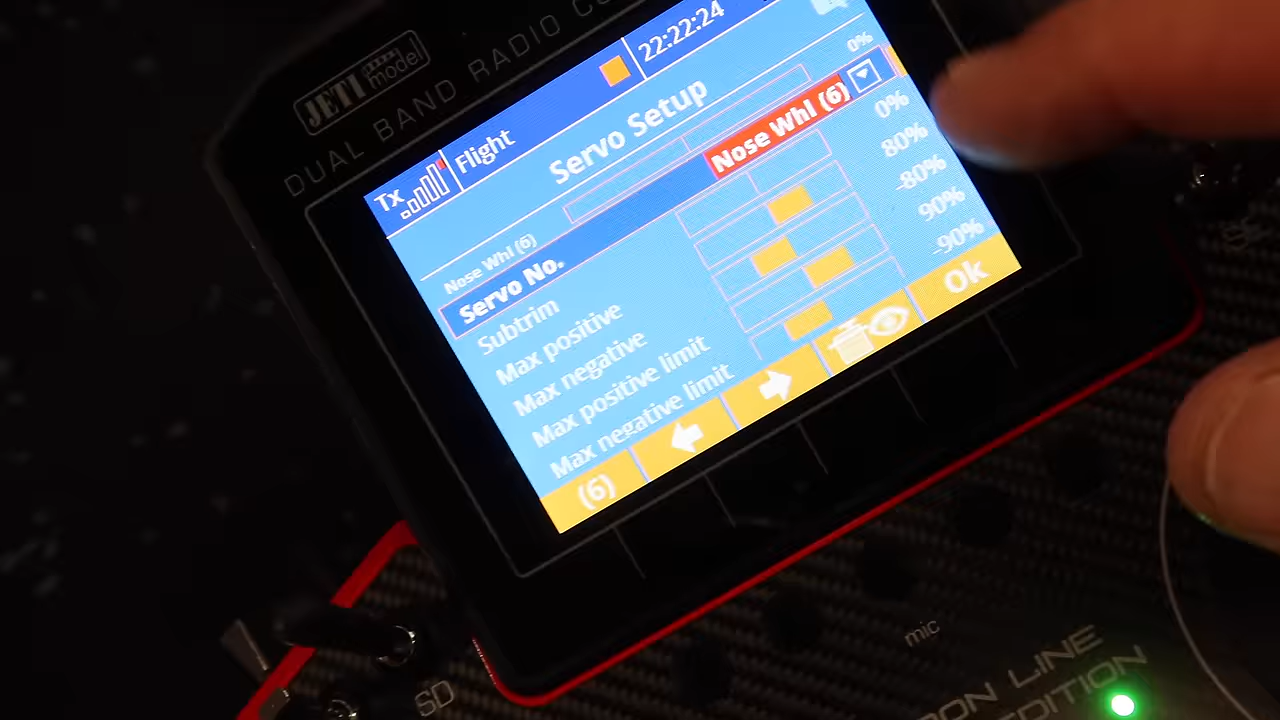 JETI model
DUAL BAND RADIO CO
Tx Flight 22:22:24
Servo Setup
Nose Whl (6) 0%
Servo No. Nose Whl (6)
Subtrim 0%
Max positive 80%
Max negative -80%
Max positive limit 90%
Max negative limit -90%
(6) Ok
mic
SD
ON LINE
EDITION